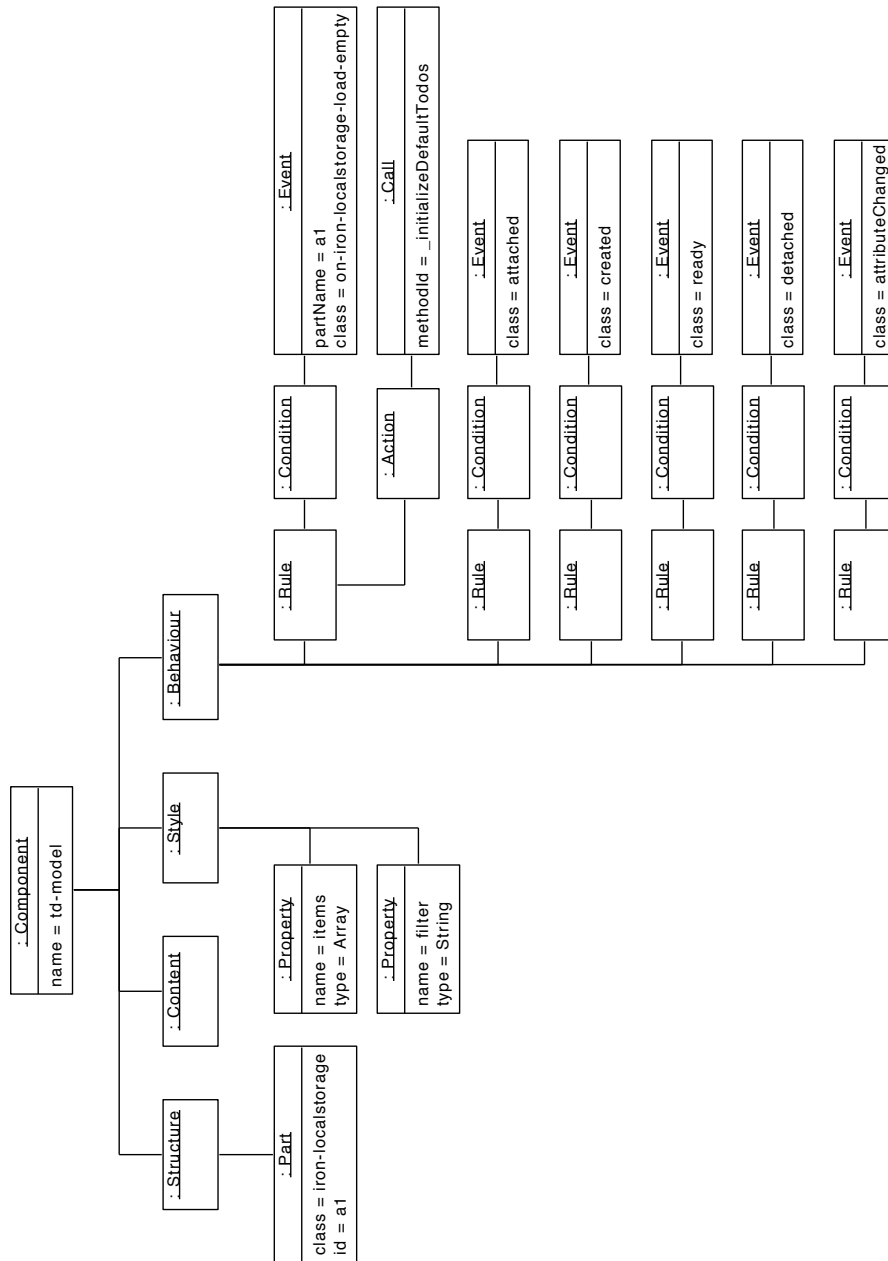 : Component
name = td-model
: Structure
: Content
: Style
: Behaviour
: Part
class = iron-localstorage
id = a1
: Property
name = items
type = Array
: Rule
: Condition
: Event
partName = a1
class = on-iron-localstorage-load-empty
: Property
name = filter
type = String
: Action
: Call
methodId = _initializeDefaultTodos
: Rule
: Condition
: Event
class = attached
: Rule
: Condition
: Event
class = created
: Rule
: Condition
: Event
class = ready
: Rule
: Condition
: Event
class = detached
: Rule
: Condition
: Event
class = attributeChanged